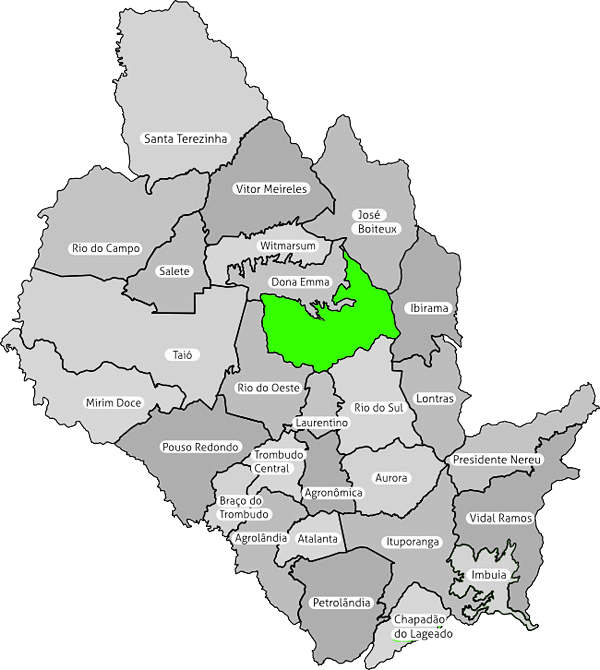 Santa Terezinha
Vitor Meireles
José
Boiteux
Rio do Campo
Witmarsum
Salete
Dona Emma
Ibirama
Taió
Rio do Oeste
Lontras
Mirim Doce
Rio do Sul
Laurentino
Pouso Redondo
Trombudo
Central
Presidente Nereu
Aurora
Agronômica
Braço do
Trombudo
Vidal Ramos
Agrolândia
Atalanta
Ituporanga
Imbuia
Petrolândia
Chapadão
do Lageado